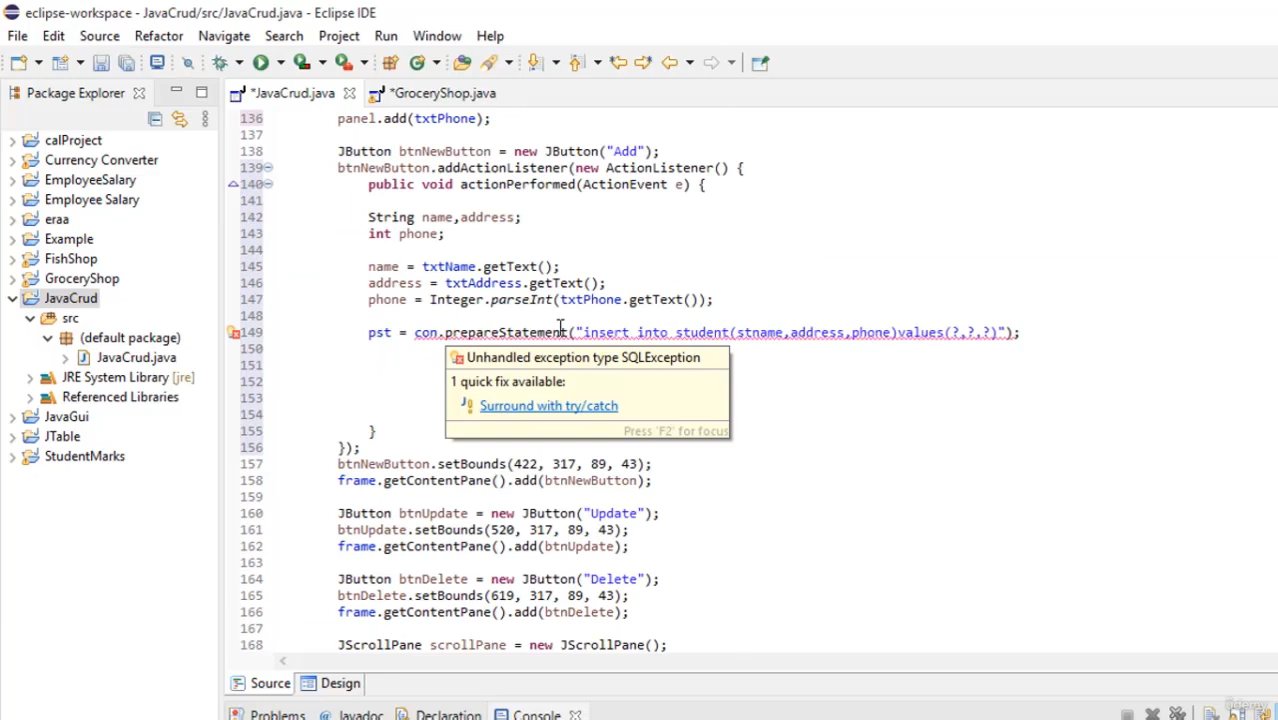 eclipse-workspace - JavaCrud/src/JavaCrud.java - Eclipse IDE
File Edit Source Refactor Navigate Search Project Run Window Help
Package Explorer
*JavaCrud.java
*GroceryShop.java
calProject
Currency Converter
EmployeeSalary
Employee Salary
eraa
Example
FishShop
GroceryShop
JavaCrud
src
(default package)
JavaCrud.java
JRE System Library [jre]
Referenced Libraries
JavaGui
JTable
StudentMarks
136 panel.add(txtPhone);
137
138 JButton btnNewButton = new JButton("Add");
139 btnNewButton.addActionListener(new ActionListener() {
140 public void actionPerformed(ActionEvent e) {
141
142 String name,address;
143 int phone;
144
145 name = txtName.getText();
146 address = txtAddress.getText();
147 phone = Integer.parseInt(txtPhone.getText());
148
149 pst = con.prepareStatement("insert into student(stname,address,phone)values(?,?,?)");
150
151
152
153
154
155 }
156 });
157 btnNewButton.setBounds(422, 317, 89, 43);
158 frame.getContentPane().add(btnNewButton);
159
160 JButton btnUpdate = new JButton("Update");
161 btnUpdate.setBounds(520, 317, 89, 43);
162 frame.getContentPane().add(btnUpdate);
163
164 JButton btnDelete = new JButton("Delete");
165 btnDelete.setBounds(619, 317, 89, 43);
166 frame.getContentPane().add(btnDelete);
167
168 JScrollPane scrollPane = new JScrollPane();
Unhandled exception type SQLException
1 quick fix available:
Surround with try/catch
Press 'F2' for focus
Source Design
Problems Javadoc Declaration Console
Udemy